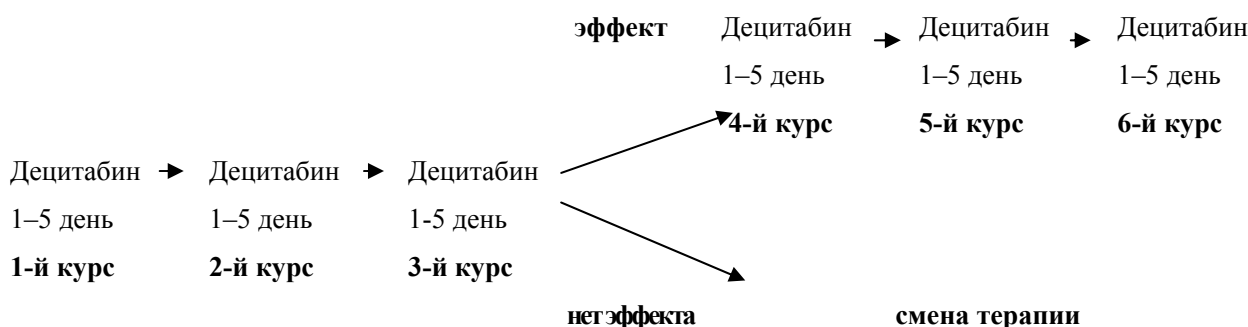 эффект Децитабин Децитабин Децитабин
1–5 день 1–5 день 1–5 день
4-й курс 5-й курс 6-й курс
Децитабин Децитабин Децитабин
1–5 день 1–5 день 1-5 день
1-й курс 2-й курс 3-й курс
нет эффекта смена терапии